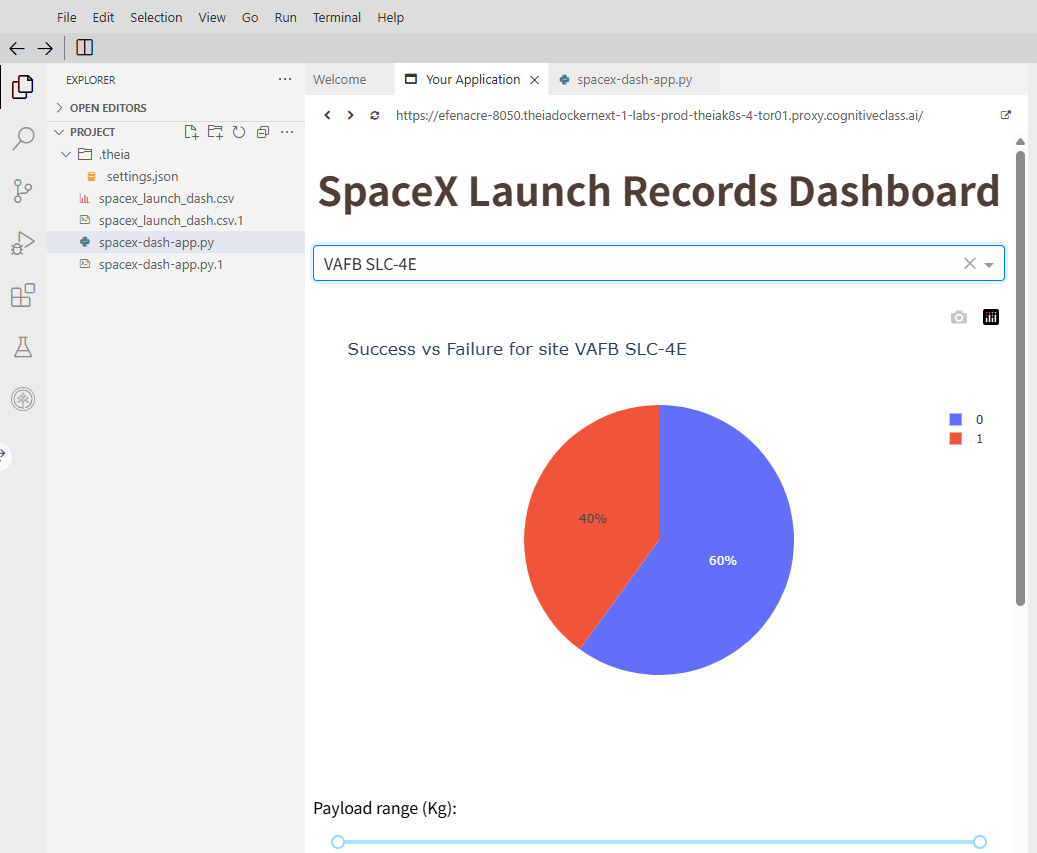 File Edit Selection View Go Run Terminal Help
EXPLORER
OPEN EDITORS
PROJECT
.theia
settings.json
spacex_launch_dash.csv
spacex_launch_dash.csv.1
spacex-dash-app.py
spacex-dash-app.py.1
Welcome Your Application spacex-dash-app.py
https://efenacre-8050.theiadockernext-1-labs-prod-theiak8s-4-tor01.proxy.cognitiveclass.ai/
SpaceX Launch Records Dashboard
VAFB SLC-4E
Success vs Failure for site VAFB SLC-4E
0
1
40%
60%
Payload range (Kg):